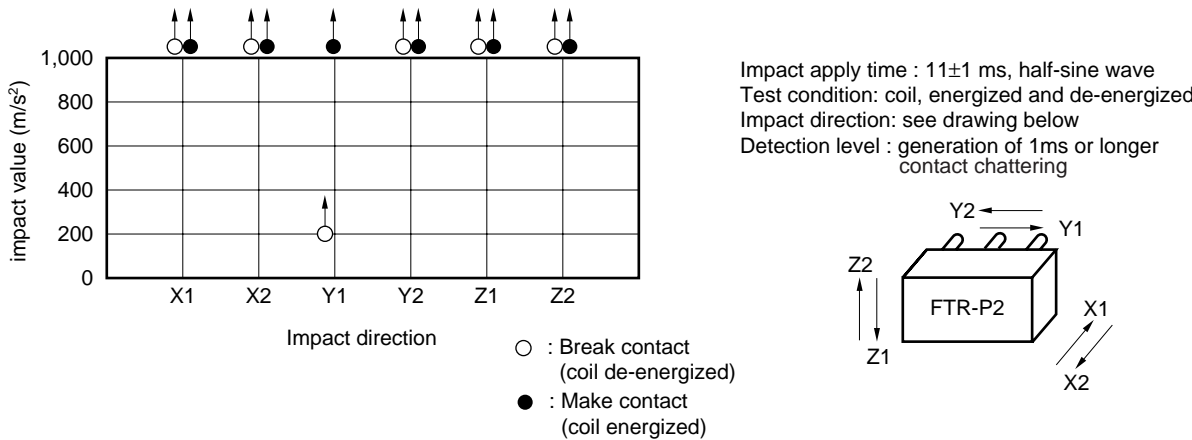 1,000
800
600
400
200
0
impact value (m/s²)
X1 X2 Y1 Y2 Z1 Z2
Impact direction
: Break contact
(coil de-energized)
: Make contact
(coil energized)
Impact apply time : 11±1 ms, half-sine wave
Test condition: coil, energized and de-energized
Impact direction: see drawing below
Detection level : generation of 1ms or longer
contact chattering
Y2
Y1
Z2
FTR-P2
X1
Z1
X2